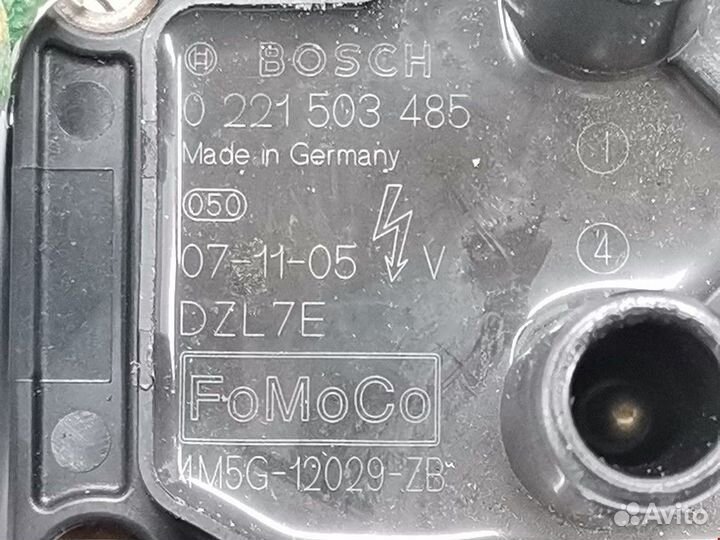 BOSCH
0 221 503 485
Made in Germany
050
07-11-05 V
DZL7E
FoMoCo
4M5G-12029-ZB
1
4
Avito